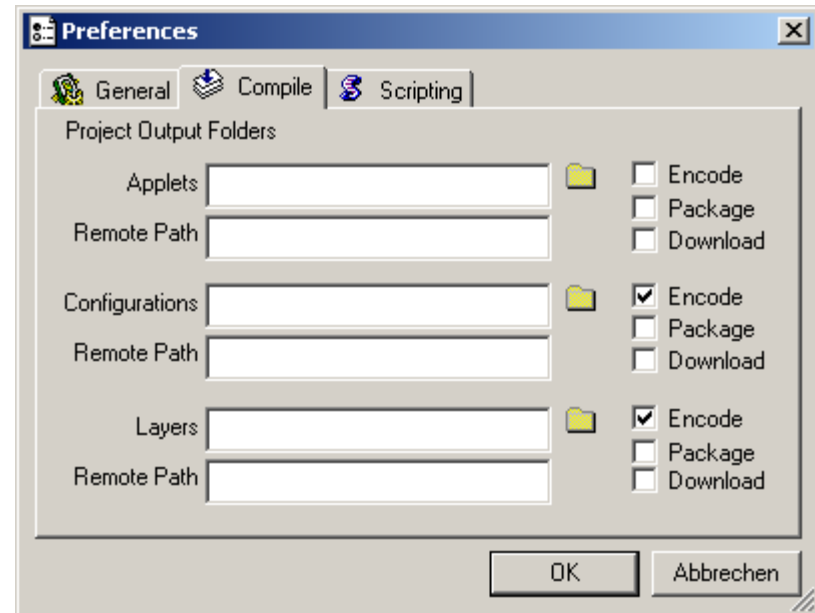 Preferences
General Compile Scripting
Project Output Folders
Applets Encode
Package
Remote Path Download
Configurations Encode
Package
Remote Path Download
Layers Encode
Package
Remote Path Download
OK Abbrechen